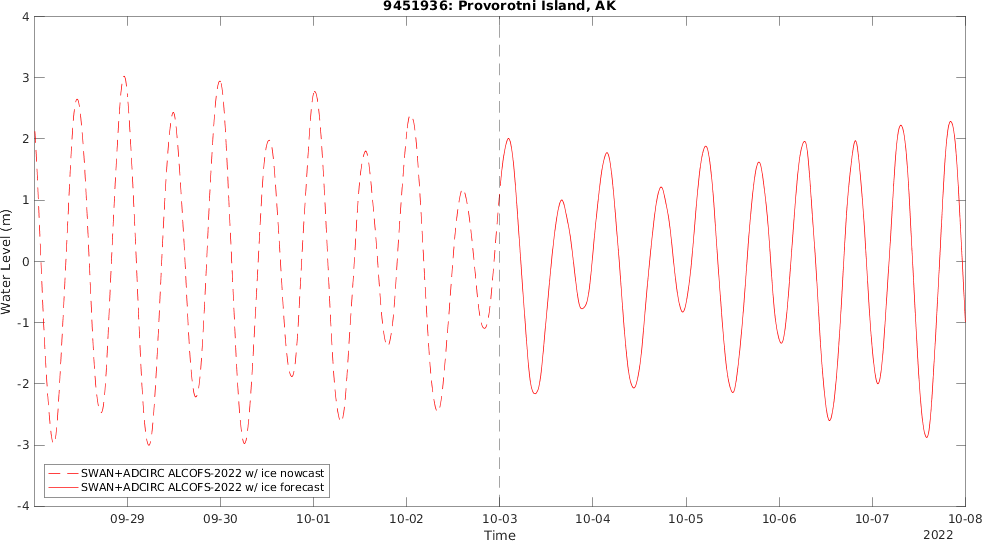 9451936: Provorotni Island, AK
4
3
2
1
0
-1
-2
-3
-4
Water Level (m)
SWAN+ADCIRC ALCOFS-2022 w/ ice nowcast
SWAN+ADCIRC ALCOFS-2022 w/ ice forecast
09-29 09-30 10-01 10-02 10-03 10-04 10-05 10-06 10-07 10-08
Time
2022